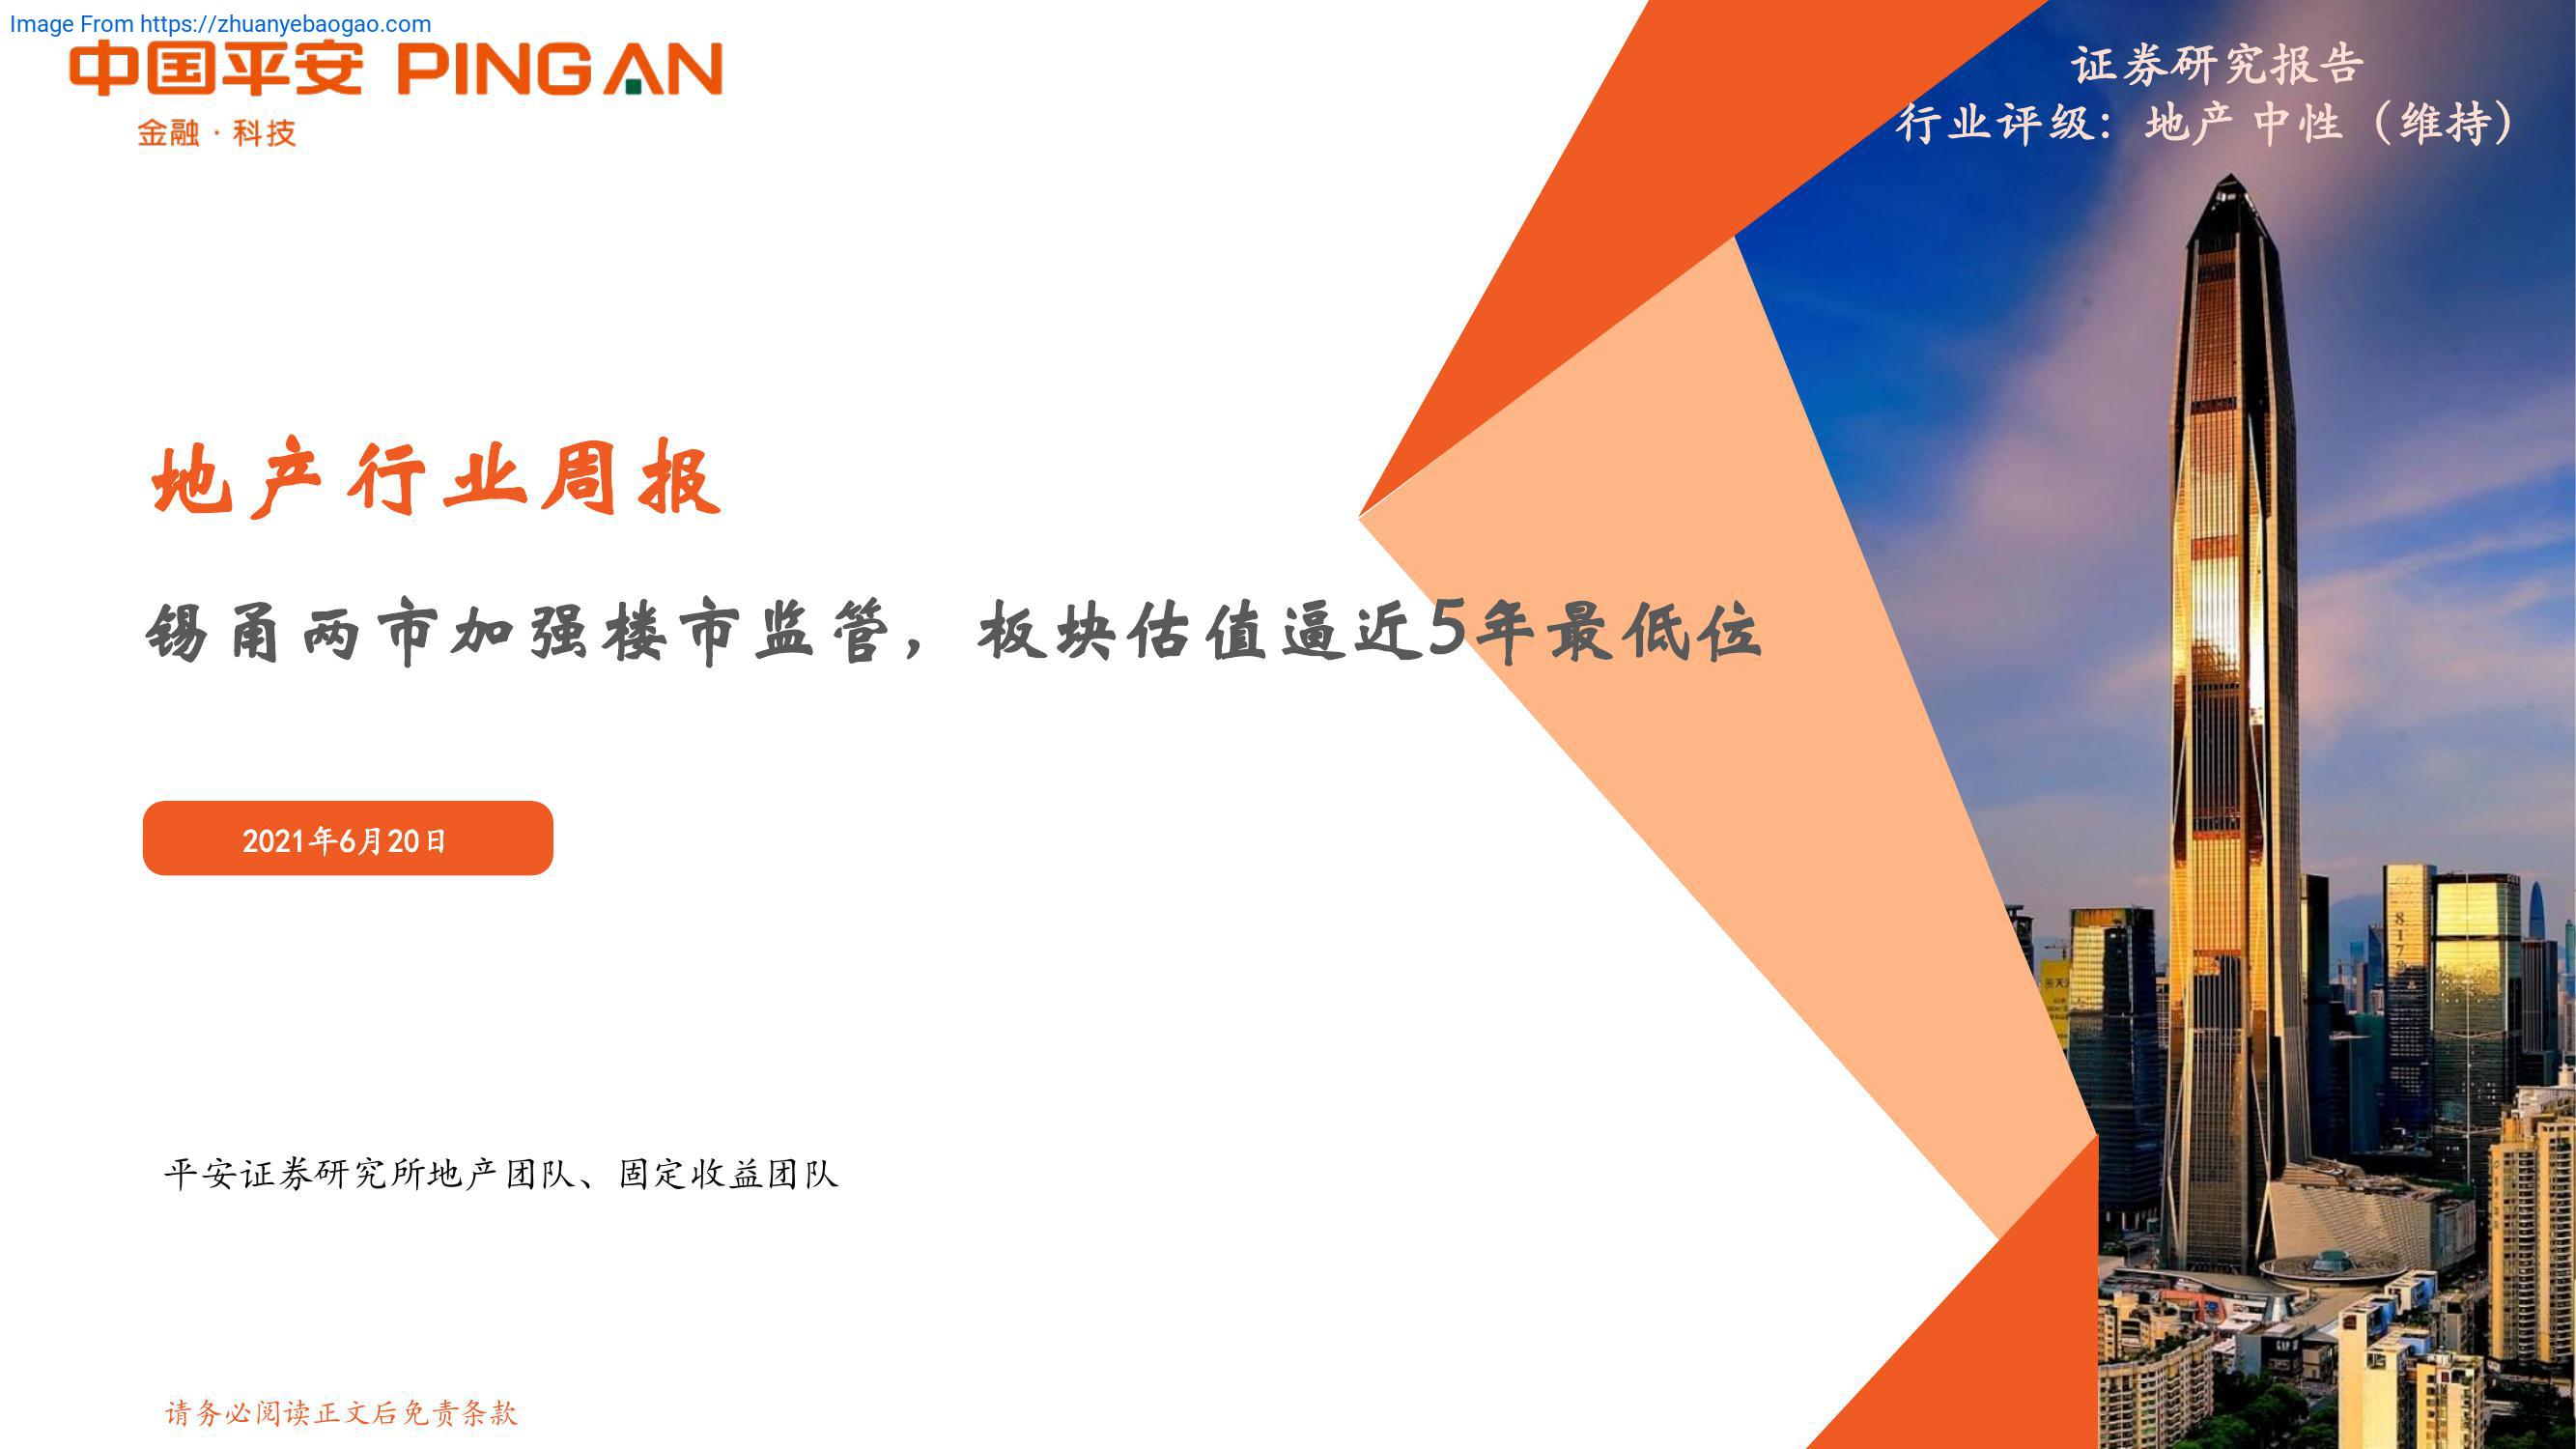 Image From https://zhuanyebaogao.com
中国平安 PING AN
金融·科技
证券研究报告
行业评级：地产 中性（维持）
地产行业周报
锡甬两市加强楼市监管，板块估值逼近5年最低位
2021年6月20日
平安证券研究所地产团队、固定收益团队
请务必阅读正文后免责条款